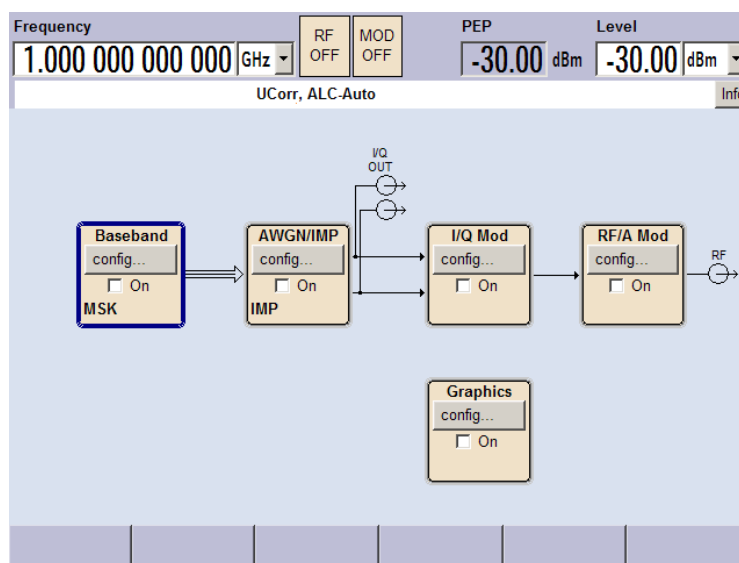 Frequency
RF OFF
MOD OFF
PEP
Level
1.000 000 000 000 GHz
-30.00 dBm
-30.00 dBm
UCorr, ALC-Auto
I/Q
OUT
Baseband
config...
On
MSK
AWGN/IMP
config...
On
IMP
I/Q Mod
config...
On
RF/A Mod
config...
On
RF
Graphics
config...
On